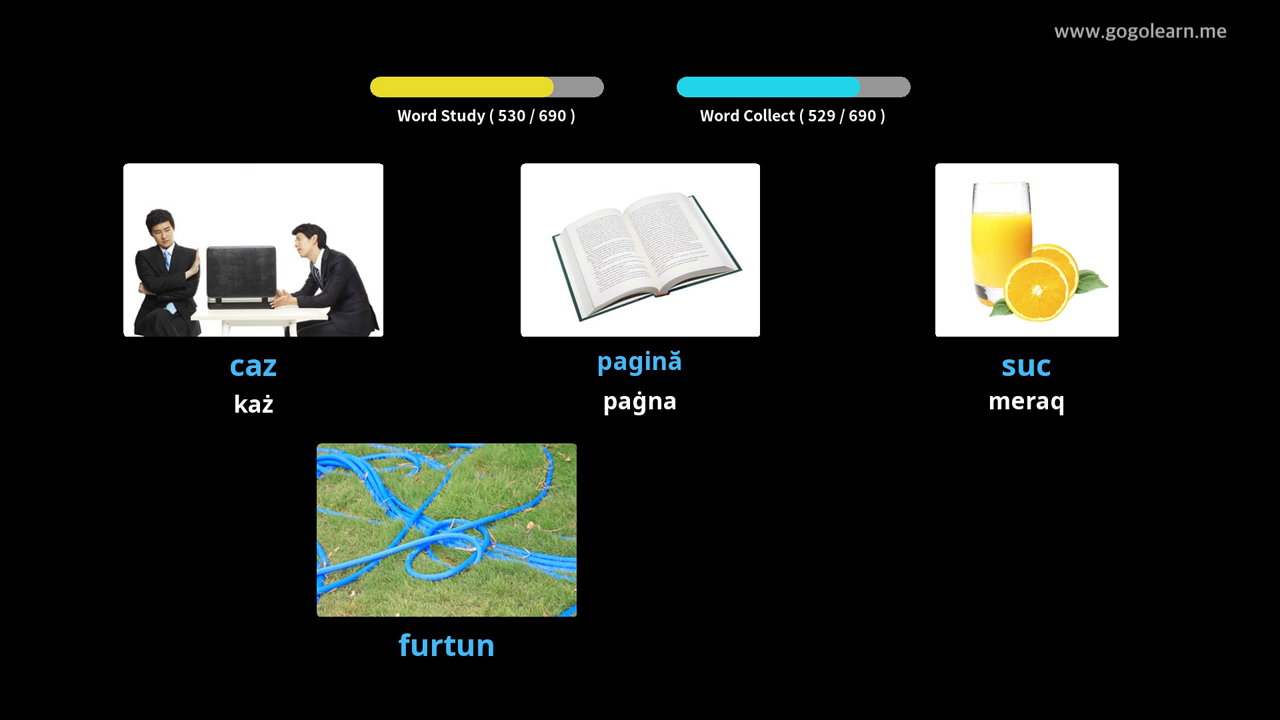 www.gogolearn.me
Word Study ( 530 / 690 )
Word Collect ( 529 / 690 )
caz
każ
pagină
paġna
suc
meraq
furtun